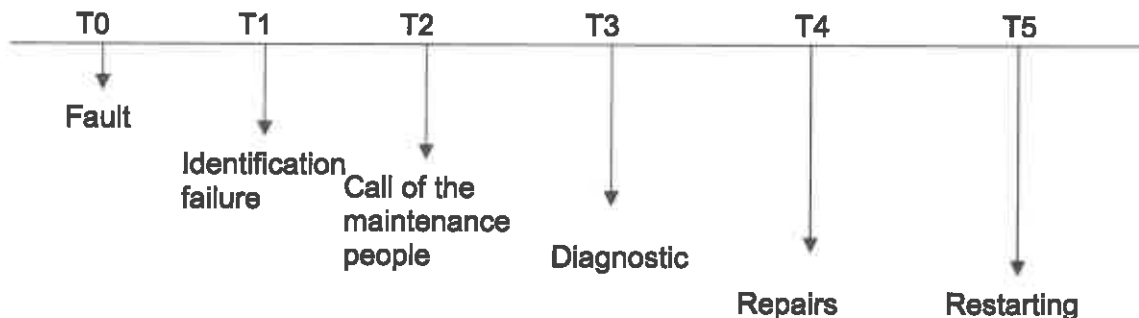 T0 T1 T2 T3 T4 T5
Fault
Identification
failure
Call of the
maintenance
people
Diagnostic
Repairs
Restarting